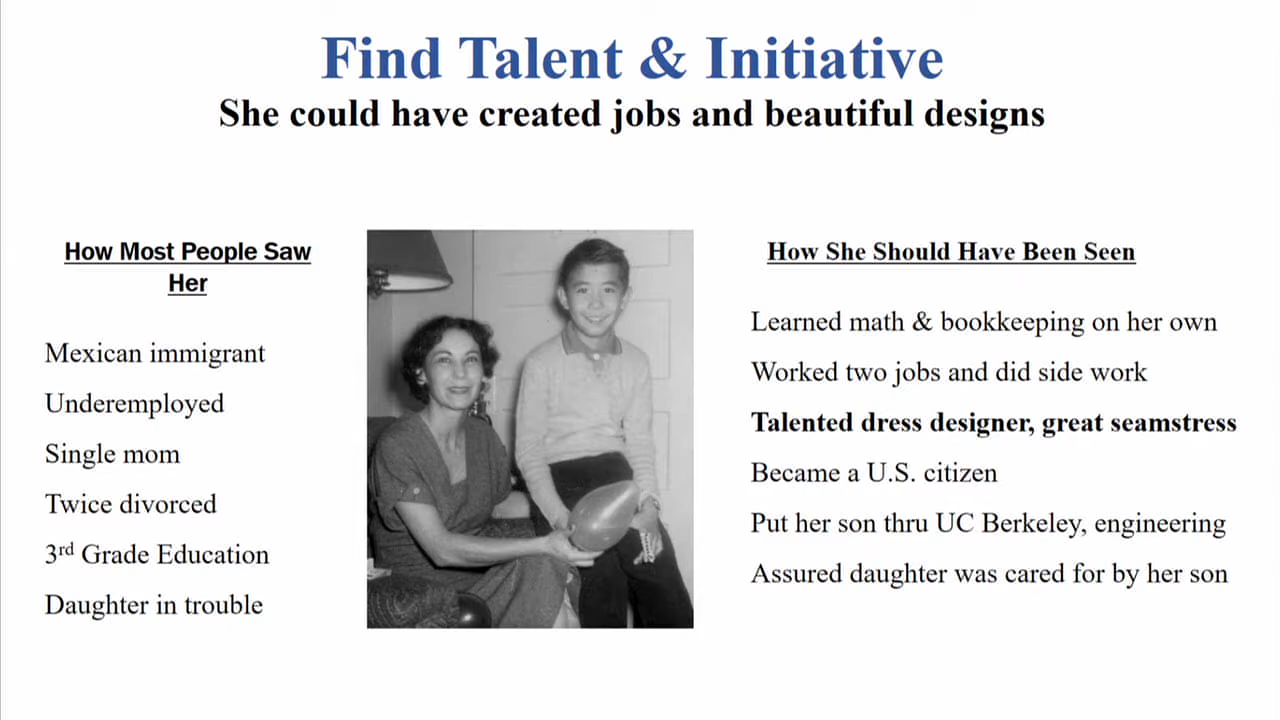 Find Talent & Initiative
She could have created jobs and beautiful designs
How Most People Saw
Her
Mexican immigrant
Underemployed
Single mom
Twice divorced
3rd Grade Education
Daughter in trouble
How She Should Have Been Seen
Learned math & bookkeeping on her own
Worked two jobs and did side work
Talented dress designer, great seamstress
Became a U.S. citizen
Put her son thru UC Berkeley, engineering
Assured daughter was cared for by her son